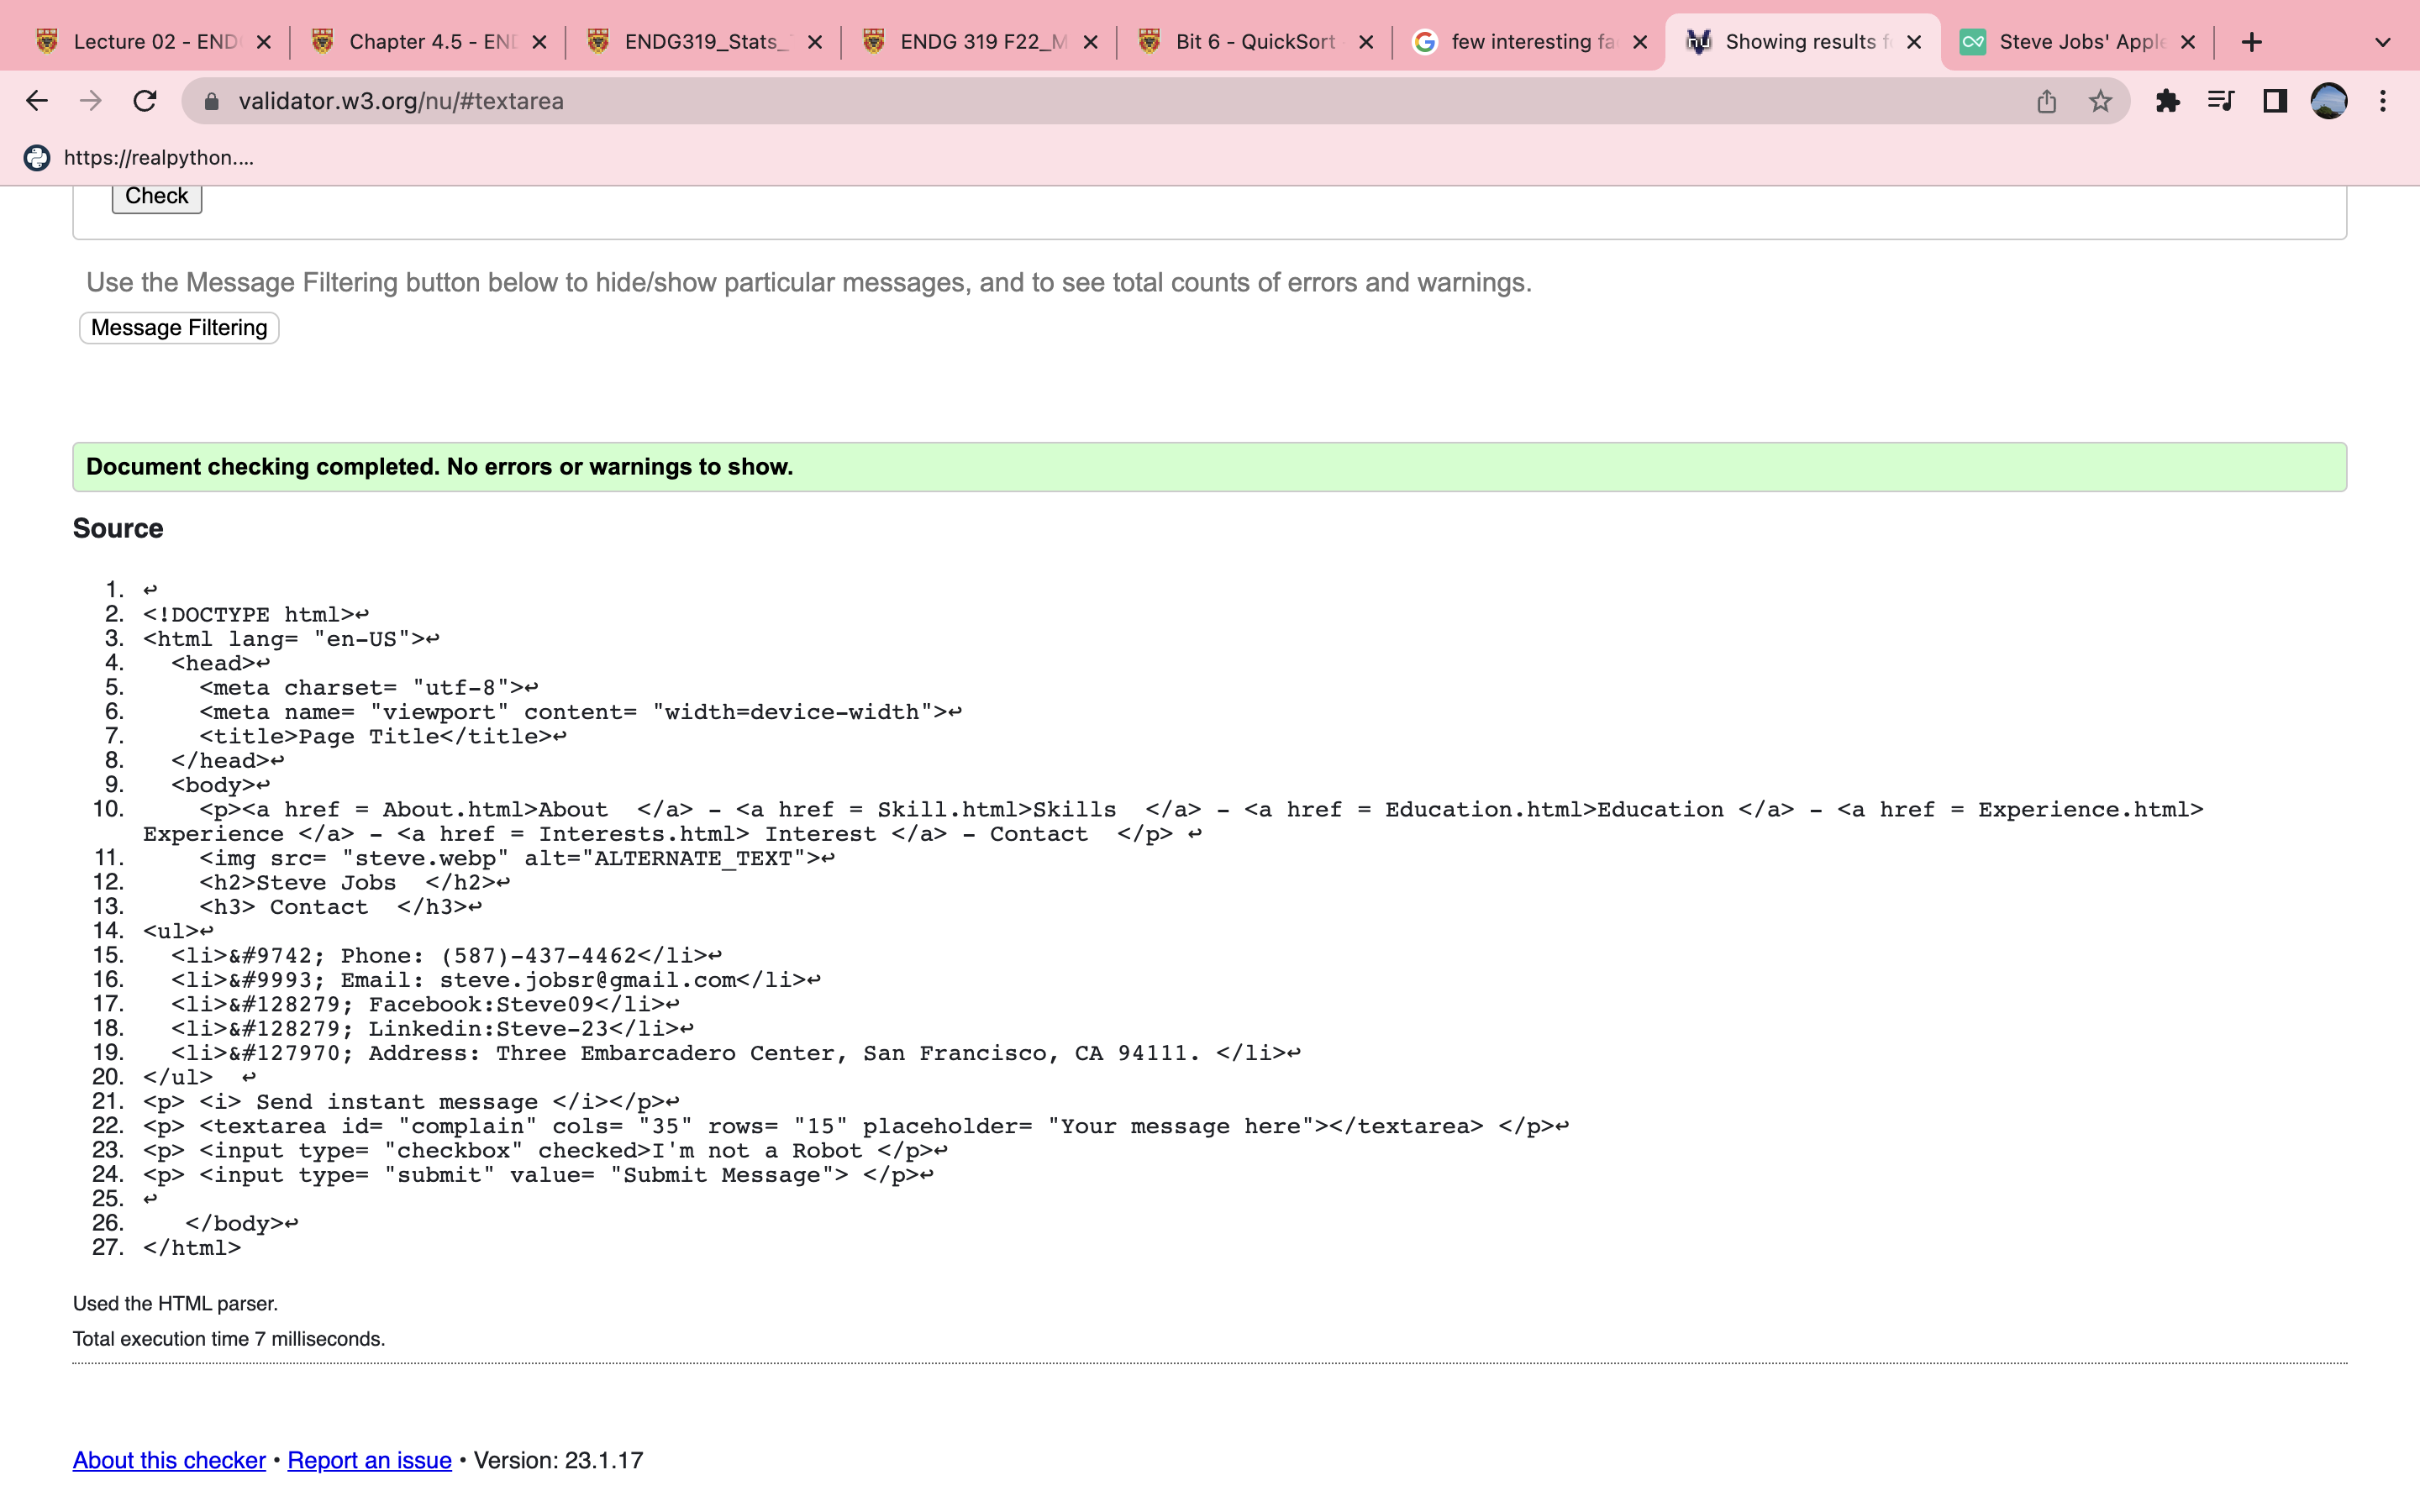 Lecture 02 - END
Chapter 4.5 - EN
ENDG319_Stats_
ENDG 319 F22_M
Bit 6 - QuickSort
few interesting fa
Showing results f
Steve Jobs' Apple
validator.w3.org/nu/#textarea
https://realpython....
Check
Use the Message Filtering button below to hide/show particular messages, and to see total counts of errors and warnings.
Message Filtering
Document checking completed. No errors or warnings to show.
Source
1. ↩
2. <!DOCTYPE html>↩
3. <html lang= "en-US">↩
4.   <head>↩
5.     <meta charset= "utf-8">↩
6.     <meta name= "viewport" content= "width=device-width">↩
7.     <title>Page Title</title>↩
8.   </head>↩
9.   <body>↩
10.     <p><a href = About.html>About  </a> - <a href = Skill.html>Skills  </a> - <a href = Education.html>Education </a> - <a href = Experience.html>
Experience </a> - <a href = Interests.html> Interest </a> - Contact  </p> ↩
11.     <img src= "steve.webp" alt="ALTERNATE_TEXT">↩
12.     <h2>Steve Jobs  </h2>↩
13.     <h3> Contact  </h3>↩
14. <ul>↩
15.   <li>&#9742; Phone: (587)-437-4462</li>↩
16.   <li>&#9993; Email: steve.jobsr@gmail.com</li>↩
17.   <li>&#128279; Facebook:Steve09</li>↩
18.   <li>&#128279; Linkedin:Steve-23</li>↩
19.   <li>&#127970; Address: Three Embarcadero Center, San Francisco, CA 94111. </li>↩
20. </ul>  ↩
21. <p> <i> Send instant message </i></p>↩
22. <p> <textarea id= "complain" cols= "35" rows= "15" placeholder= "Your message here"></textarea> </p>↩
23. <p> <input type= "checkbox" checked>I'm not a Robot </p>↩
24. <p> <input type= "submit" value= "Submit Message"> </p>↩
25. ↩
26.    </body>↩
27. </html>
Used the HTML parser.
Total execution time 7 milliseconds.
About this checker • Report an issue • Version: 23.1.17